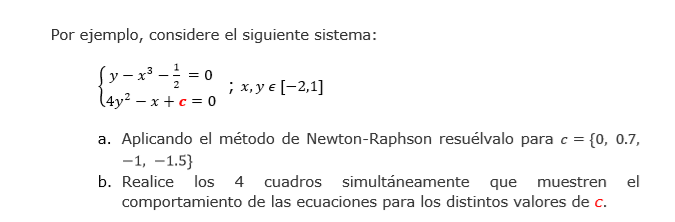 Por ejemplo, considere el siguiente sistema:
{y − x³ − 1/2 = 0
{4y² − x + c = 0 ; x, y ϵ [−2,1]
a. Aplicando el método de Newton-Raphson resuélvalo para c = {0, 0.7,
−1, −1.5}
b. Realice los 4 cuadros simultáneamente que muestren el
comportamiento de las ecuaciones para los distintos valores de c.